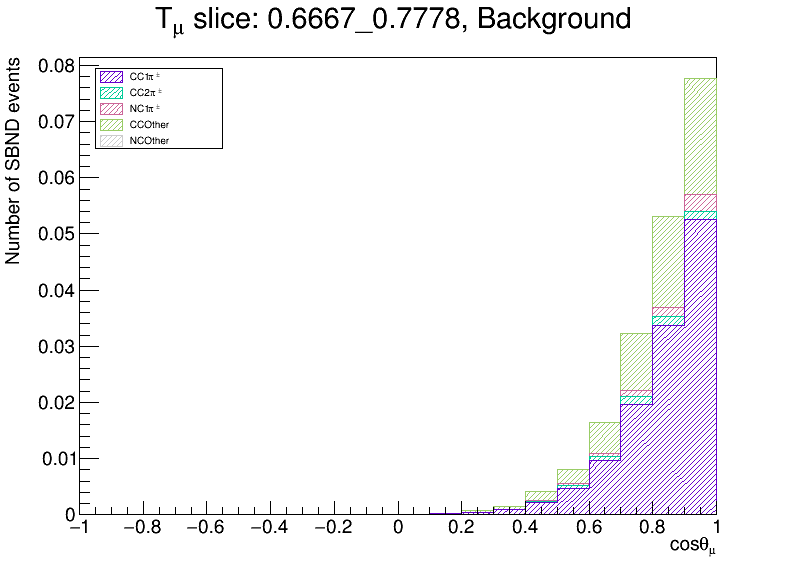 Tμ slice: 0.6667_0.7778, Background
Number of SBND events
0.08
0.07
0.06
0.05
0.04
0.03
0.02
0.01
0
CC1π ±
CC2π ±
NC1π ±
CCOther
NCOther
−1 −0.8 −0.6 −0.4 −0.2 0 0.2 0.4 0.6 0.8 1
cosθμ